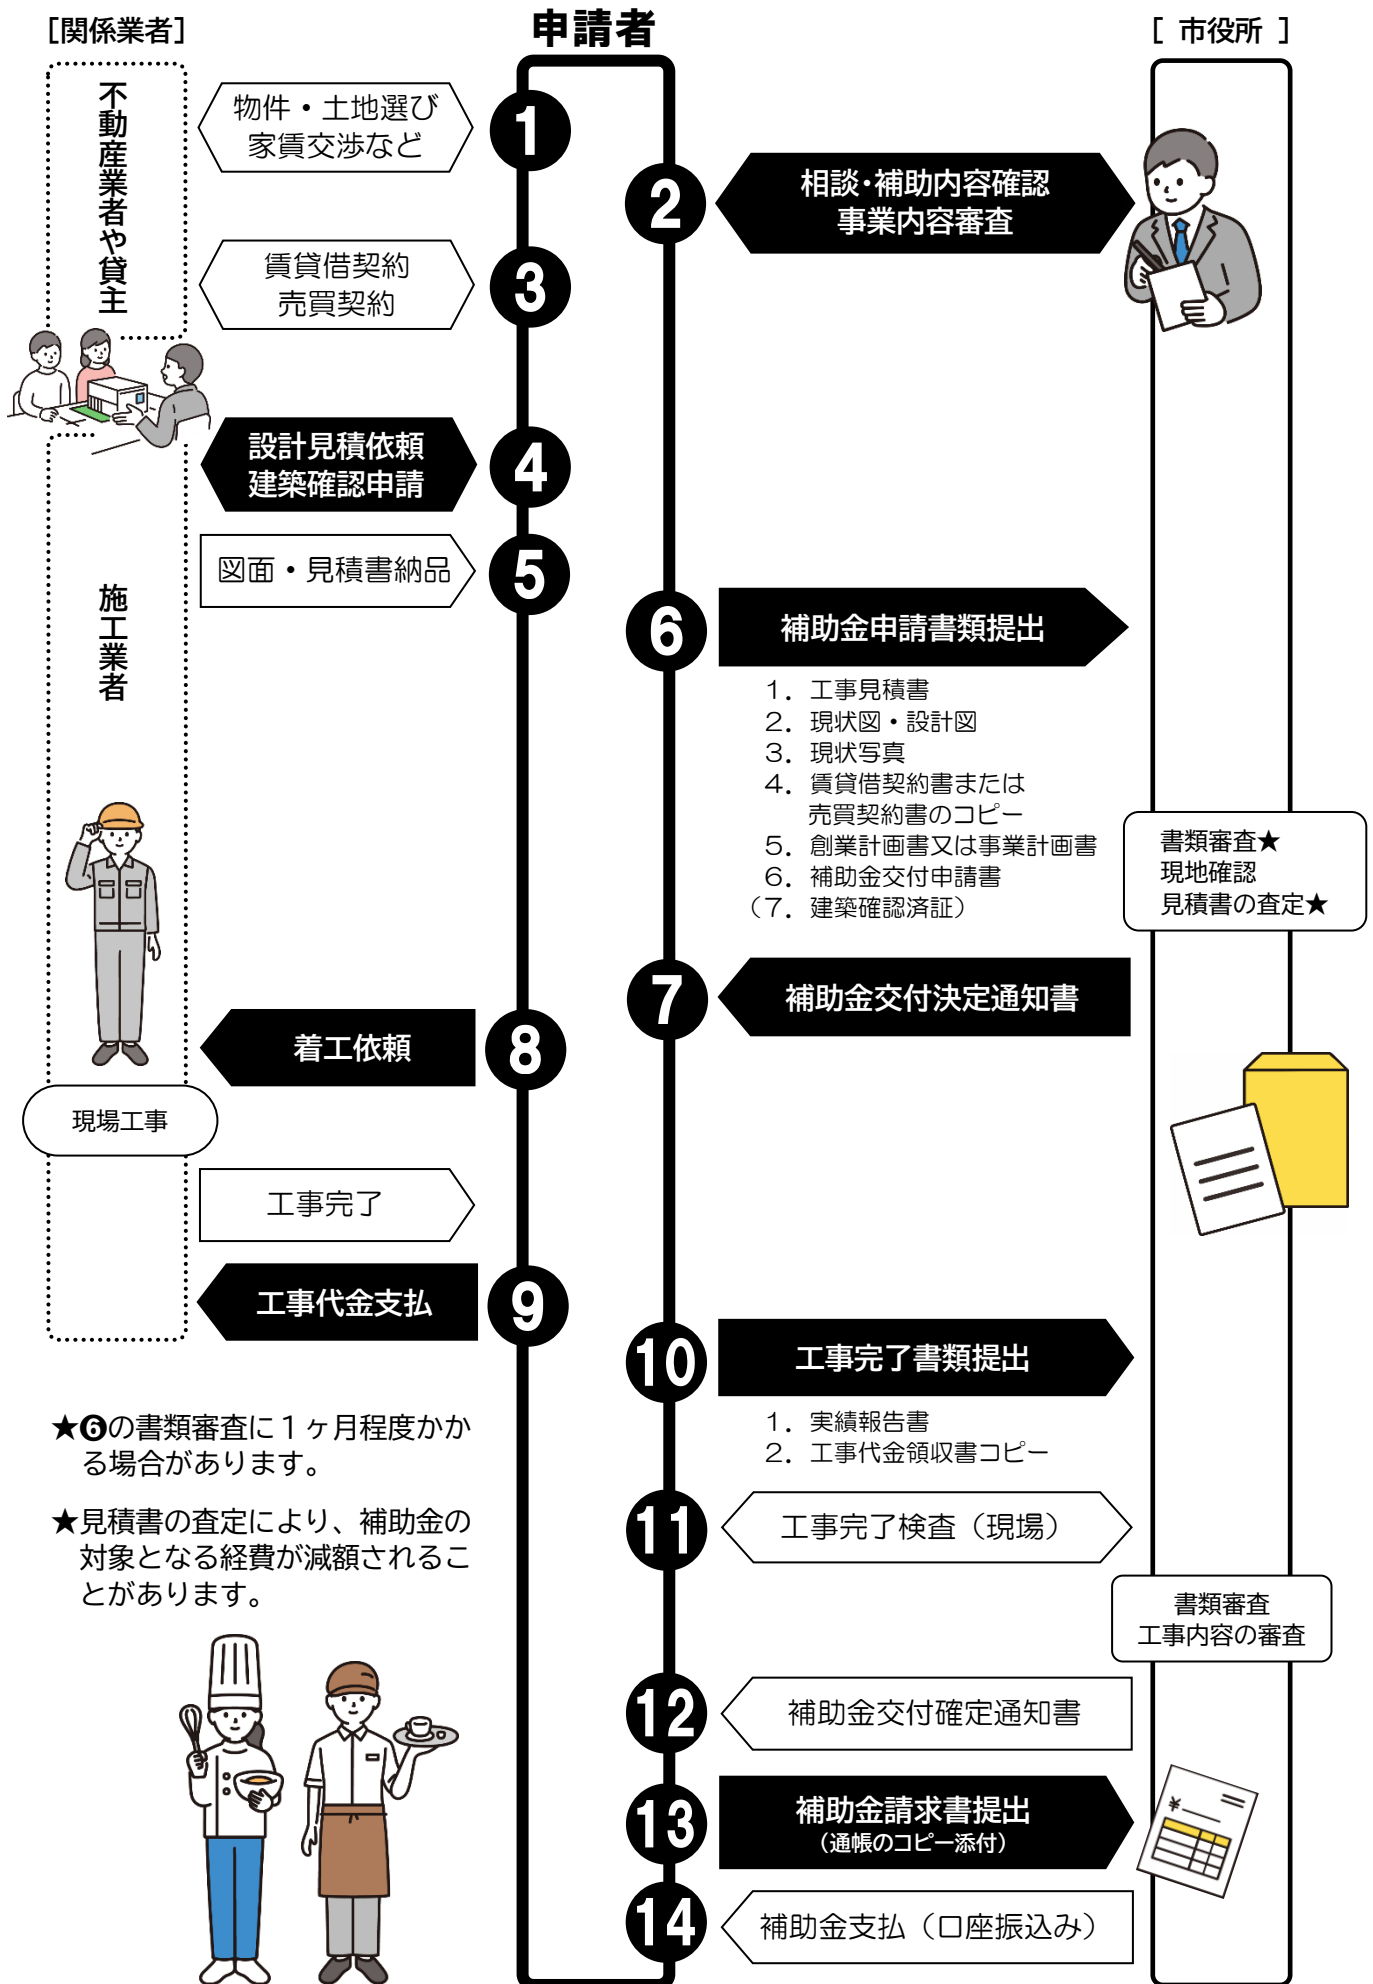 [関係業者]
申請者
[ 市役所 ]
不動産業者や貸主
物件・土地選び
家賃交渉など
1
2
相談・補助内容確認
事業内容審査
賃貸借契約
売買契約
3
設計見積依頼
建築確認申請
4
図面・見積書納品
5
施工業者
6
補助金申請書類提出
1．工事見積書
2．現状図・設計図
3．現状写真
4．賃貸借契約書または
売買契約書のコピー
5．創業計画書又は事業計画書
6．補助金交付申請書
（7．建築確認済証）
書類審査★
現地確認
見積書の査定★
7
補助金交付決定通知書
着工依頼
8
現場工事
工事完了
工事代金支払
9
10
工事完了書類提出
1．実績報告書
2．工事代金領収書コピー
★❻の書類審査に１ヶ月程度かか
る場合があります。
★見積書の査定により、補助金の
対象となる経費が減額されるこ
とがあります。
11
工事完了検査（現場）
書類審査
工事内容の審査
12
補助金交付確定通知書
13
補助金請求書提出
（通帳のコピー添付）
¥
14
補助金支払（口座振込み）